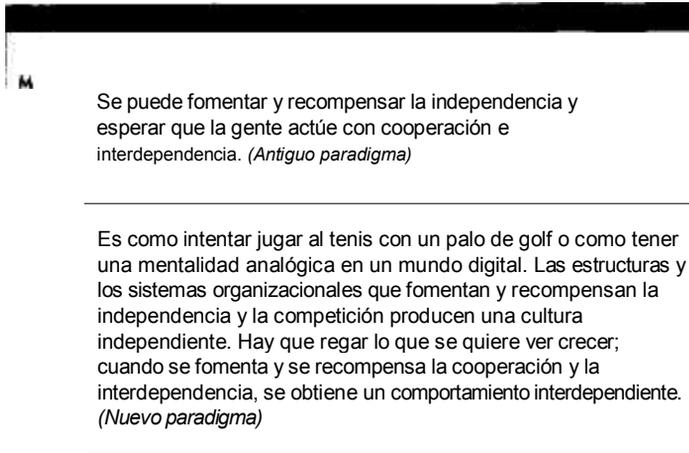 M
Se puede fomentar y recompensar la independencia y
esperar que la gente actúe con cooperación e
interdependencia. (Antiguo paradigma)
Es como intentar jugar al tenis con un palo de golf o como tener
una mentalidad analógica en un mundo digital. Las estructuras y
los sistemas organizacionales que fomentan y recompensan la
independencia y la competición producen una cultura
independiente. Hay que regar lo que se quiere ver crecer;
cuando se fomenta y se recompensa la cooperación y la
interdependencia, se obtiene un comportamiento interdependiente.
(Nuevo paradigma)